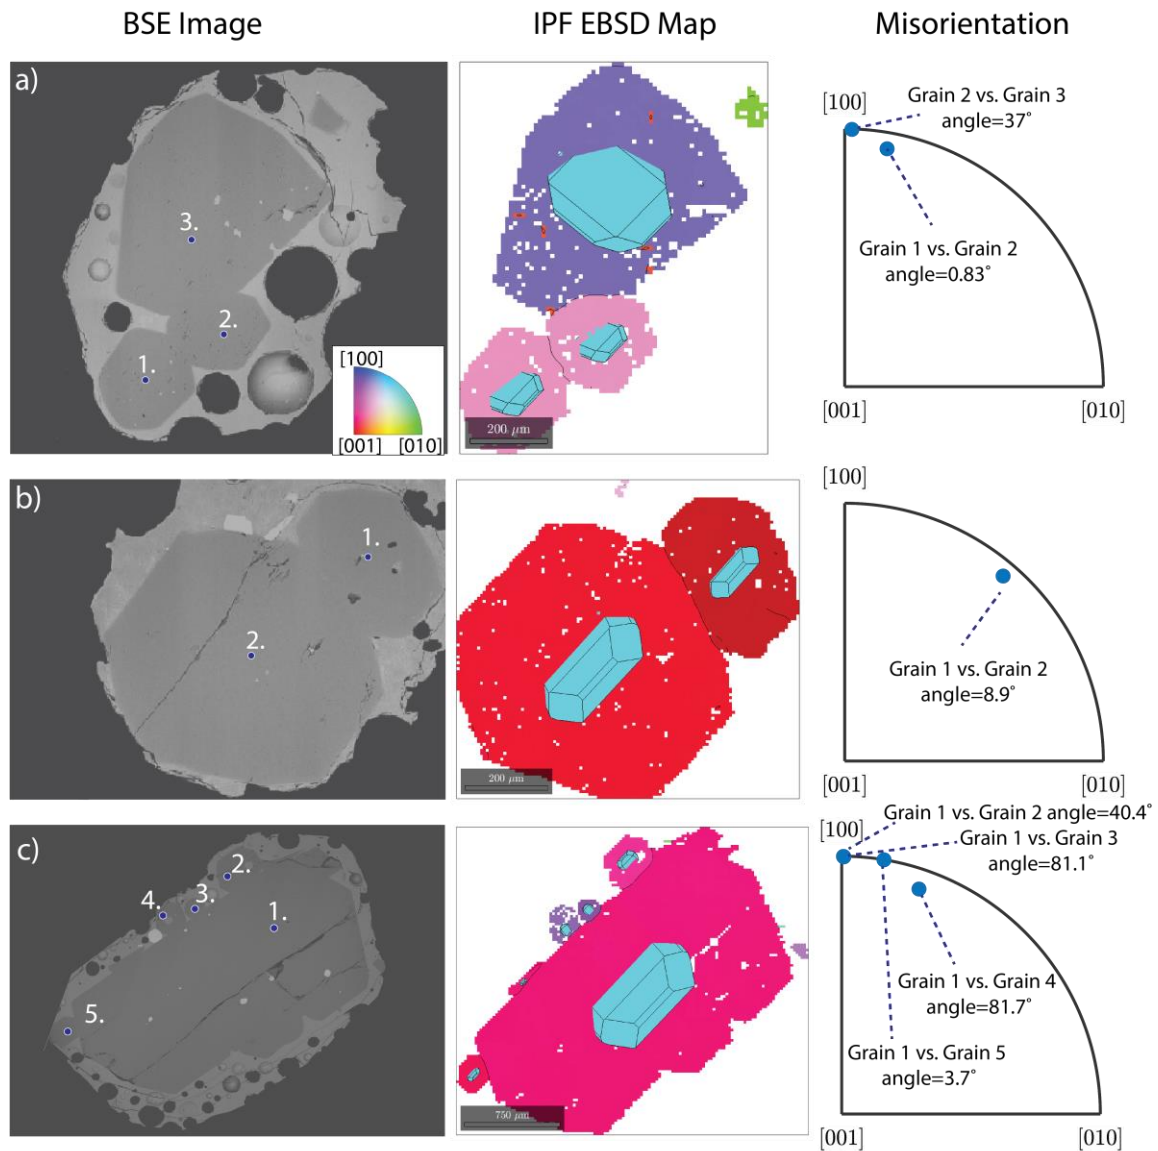 BSE Image
IPF EBSD Map
Misorientation
a)
3.
2.
1.
[100]
[001] [010]
200 µm
[100]
Grain 2 vs. Grain 3
angle=37˚
Grain 1 vs. Grain 2
angle=0.83˚
[001]
[010]
b)
1.
2.
200 µm
[100]
Grain 1 vs. Grain 2
angle=8.9˚
[001]
[010]
c)
2.
3.
4.
1.
5.
750 µm
Grain 1 vs. Grain 2 angle=40.4˚
[100]
Grain 1 vs. Grain 3
angle=81.1˚
Grain 1 vs. Grain 4
angle=81.7˚
Grain 1 vs. Grain 5
angle=3.7˚
[001]
[010]